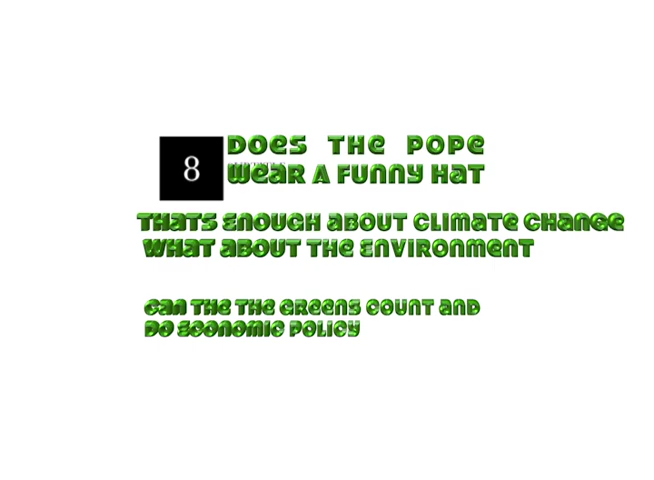 8
DOES THE POPE
WEAR A FUNNY HAT
THATS ENOUGH ABOUT CLIMATE CHANGE
WHAT ABOUT THE ENVIRONMENT
CAN THE THE GREENS COUNT AND
DO ECONOMIC POLICY